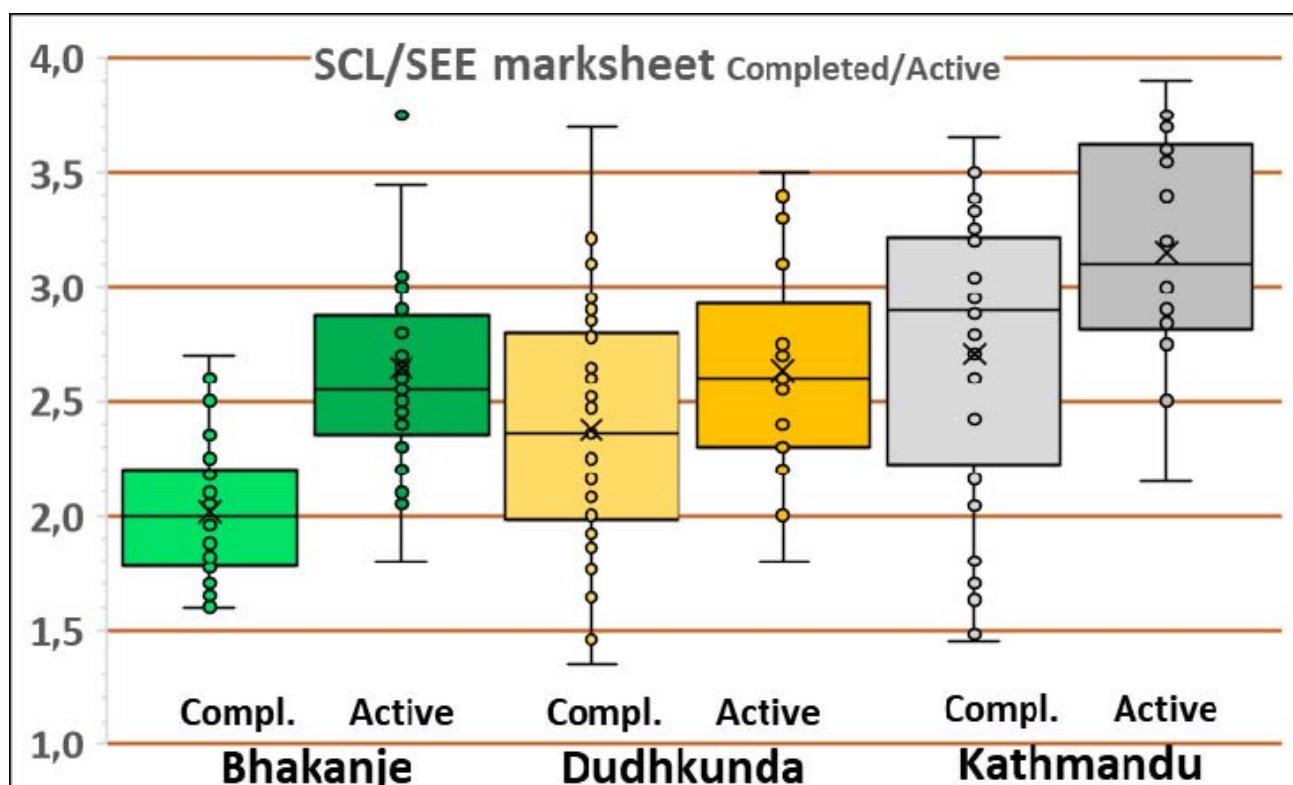 SCL/SEE marksheet Completed/Active
4,0
3,5
3,0
2,5
2,0
1,5
1,0
Compl. Active Compl. Active Compl. Active
Bhakanje Dudhkunda Kathmandu